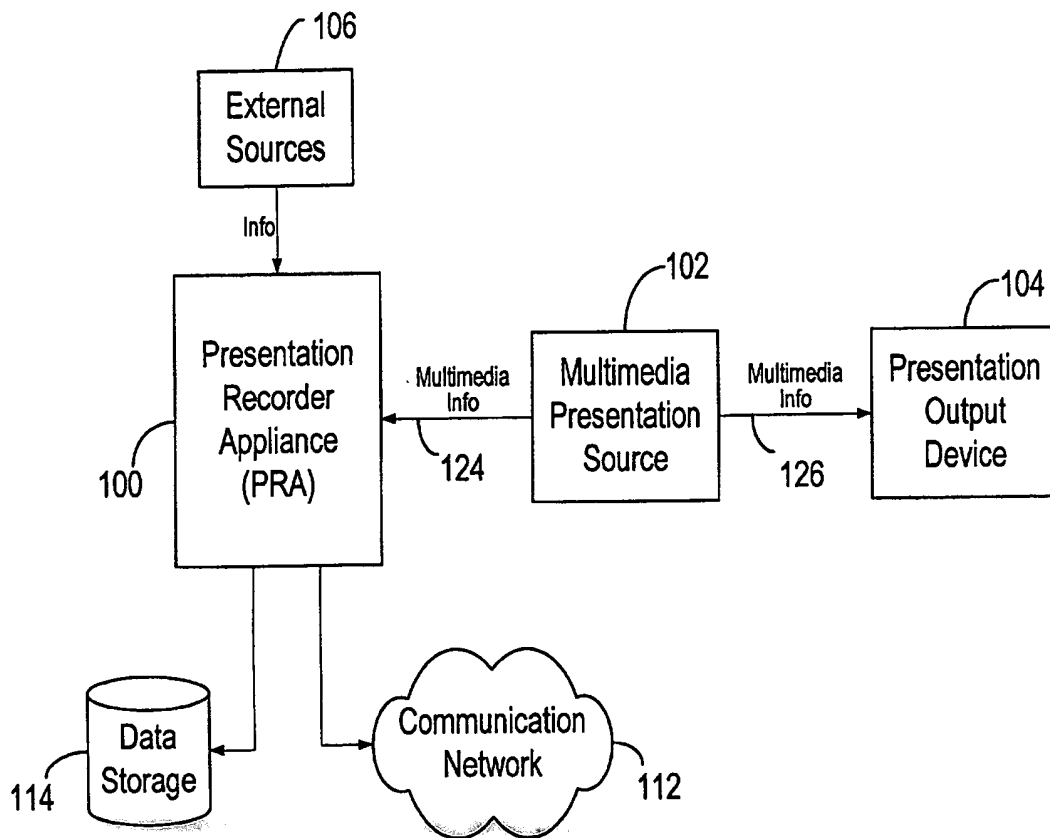 106
External
Sources
Info
102
104
Presentation
Recorder
Appliance
(PRA)
100
Multimedia
Info
124
Multimedia
Presentation
Source
Multimedia
Info
126
Presentation
Output
Device
Data
Storage
114
Communication
Network
112